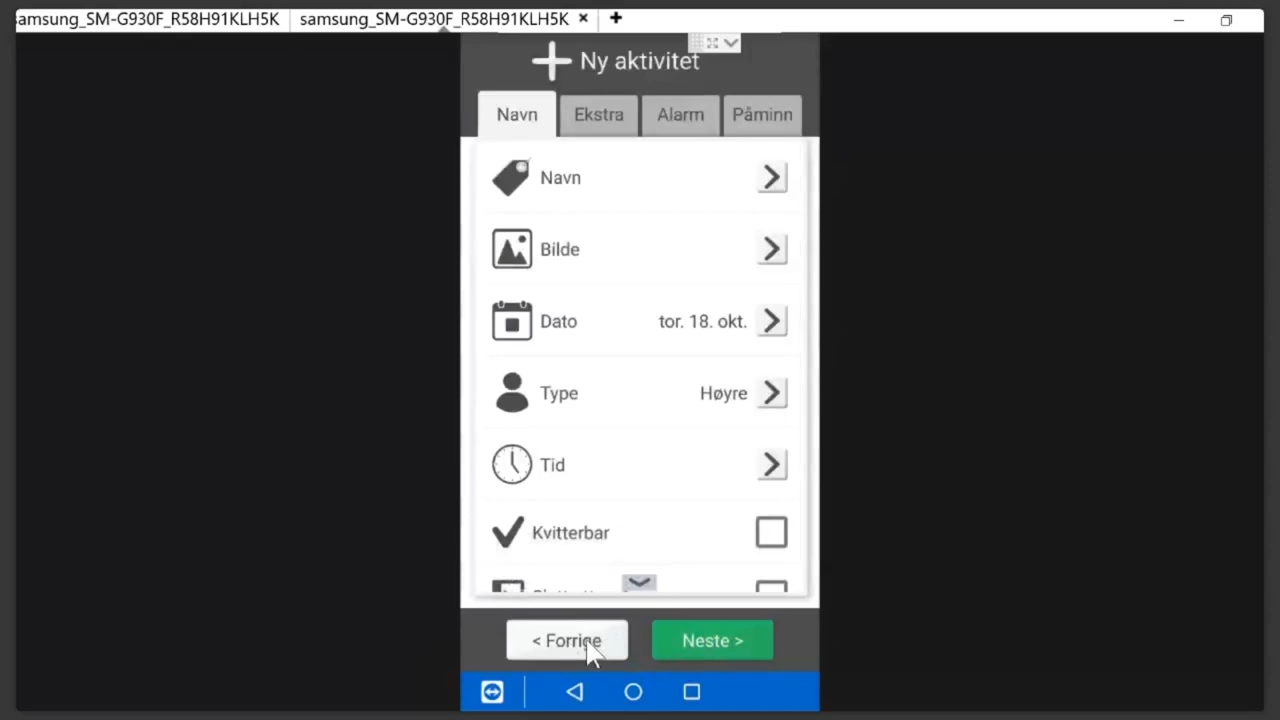 samsung_SM-G930F_R58H91KLH5K samsung_SM-G930F_R58H91KLH5K
Ny aktivitet
Navn Ekstra Alarm Påminn
Navn
Bilde
Dato tor. 18. okt.
Type Høyre
Tid
Kvitterbar
< Forrige Neste >